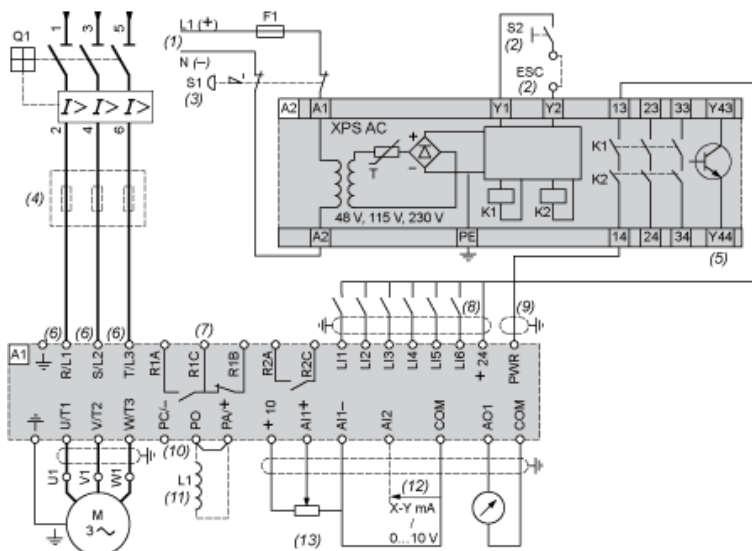 1 3 5
Q1
I> I> I>
2 4 6
(4)
L1 (+)
F1
(1)
N (–)
S1
(3)
S2
(2)
ESC
(2)
A2 A1 Y1 Y2 13 23 33 Y43
XPS AC
+
T
–
K1
K2
K1 K2
48 V, 115 V, 230 V
A2 PE 14 24 34 Y44
(5)
(8) (9)
(6) (6) (6) (7)
A1
R/L1 S/L2 T/L3 R1A R1C R1B R2A R2C LI1 LI2 LI3 LI4 LI5 LI6 + 24 PWR
U/T1 V/T2 W/T3 PC/– PO PA/+ + 10 AI1+ AI1– AI2 COM AO1 COM
(10)
U1 V1 W1
L1
(11)
(12)
X-Y mA
/
0...10 V
M
3 ~
(13)